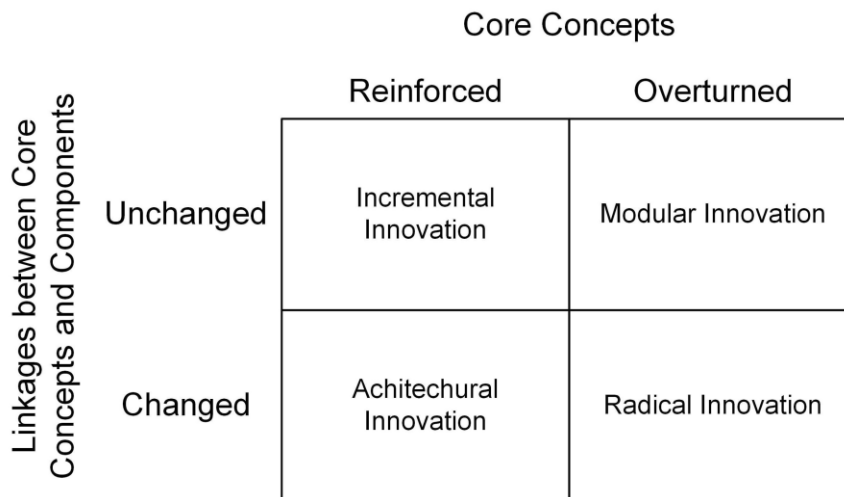 Core Concepts
Reinforced
Overturned
Linkages between Core
Concepts and Components
Unchanged
Incremental
Innovation
Modular Innovation
Changed
Achitechural
Innovation
Radical Innovation